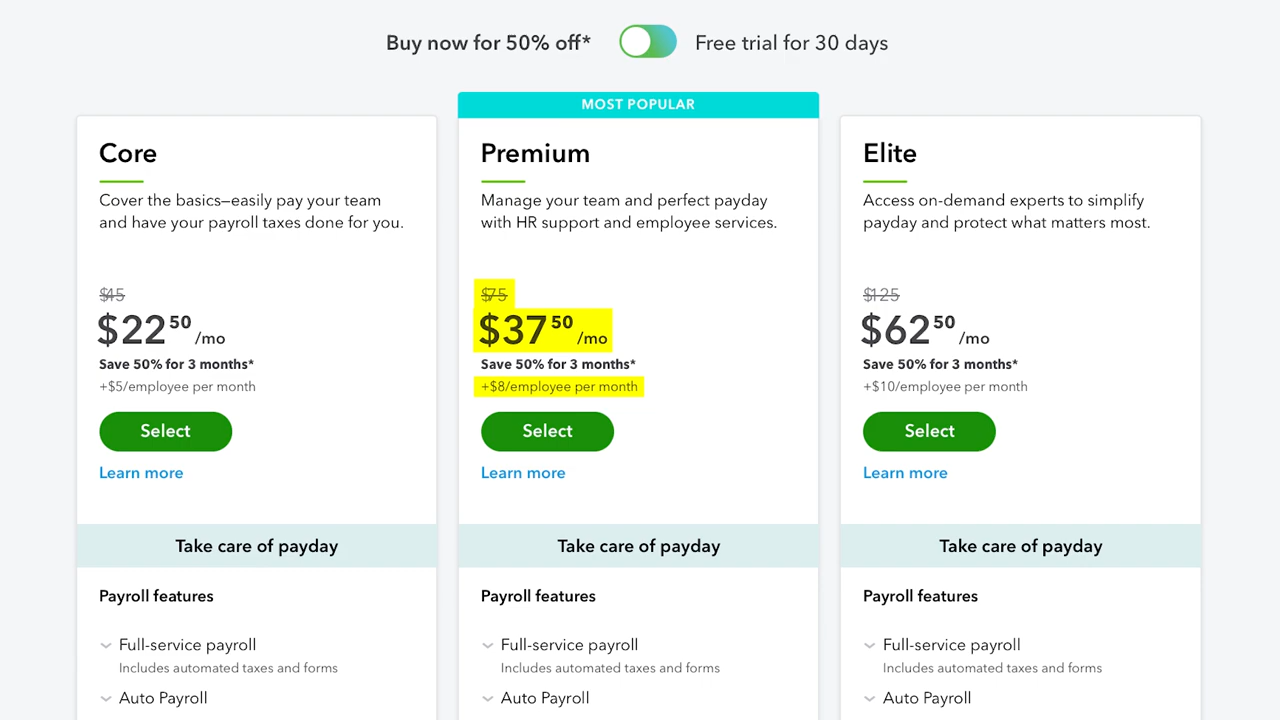 Buy now for 50% off* Free trial for 30 days
MOST POPULAR
Core
Cover the basics—easily pay your team
and have your payroll taxes done for you.
$45
$22 50 /mo
Save 50% for 3 months*
+$5/employee per month
Select
Learn more
Take care of payday
Payroll features
Full-service payroll
Includes automated taxes and forms
Auto Payroll
Premium
Manage your team and perfect payday
with HR support and employee services.
$75
$37 50 /mo
Save 50% for 3 months*
+$8/employee per month
Select
Learn more
Take care of payday
Payroll features
Full-service payroll
Includes automated taxes and forms
Auto Payroll
Elite
Access on-demand experts to simplify
payday and protect what matters most.
$125
$62 50 /mo
Save 50% for 3 months*
+$10/employee per month
Select
Learn more
Take care of payday
Payroll features
Full-service payroll
Includes automated taxes and forms
Auto Payroll